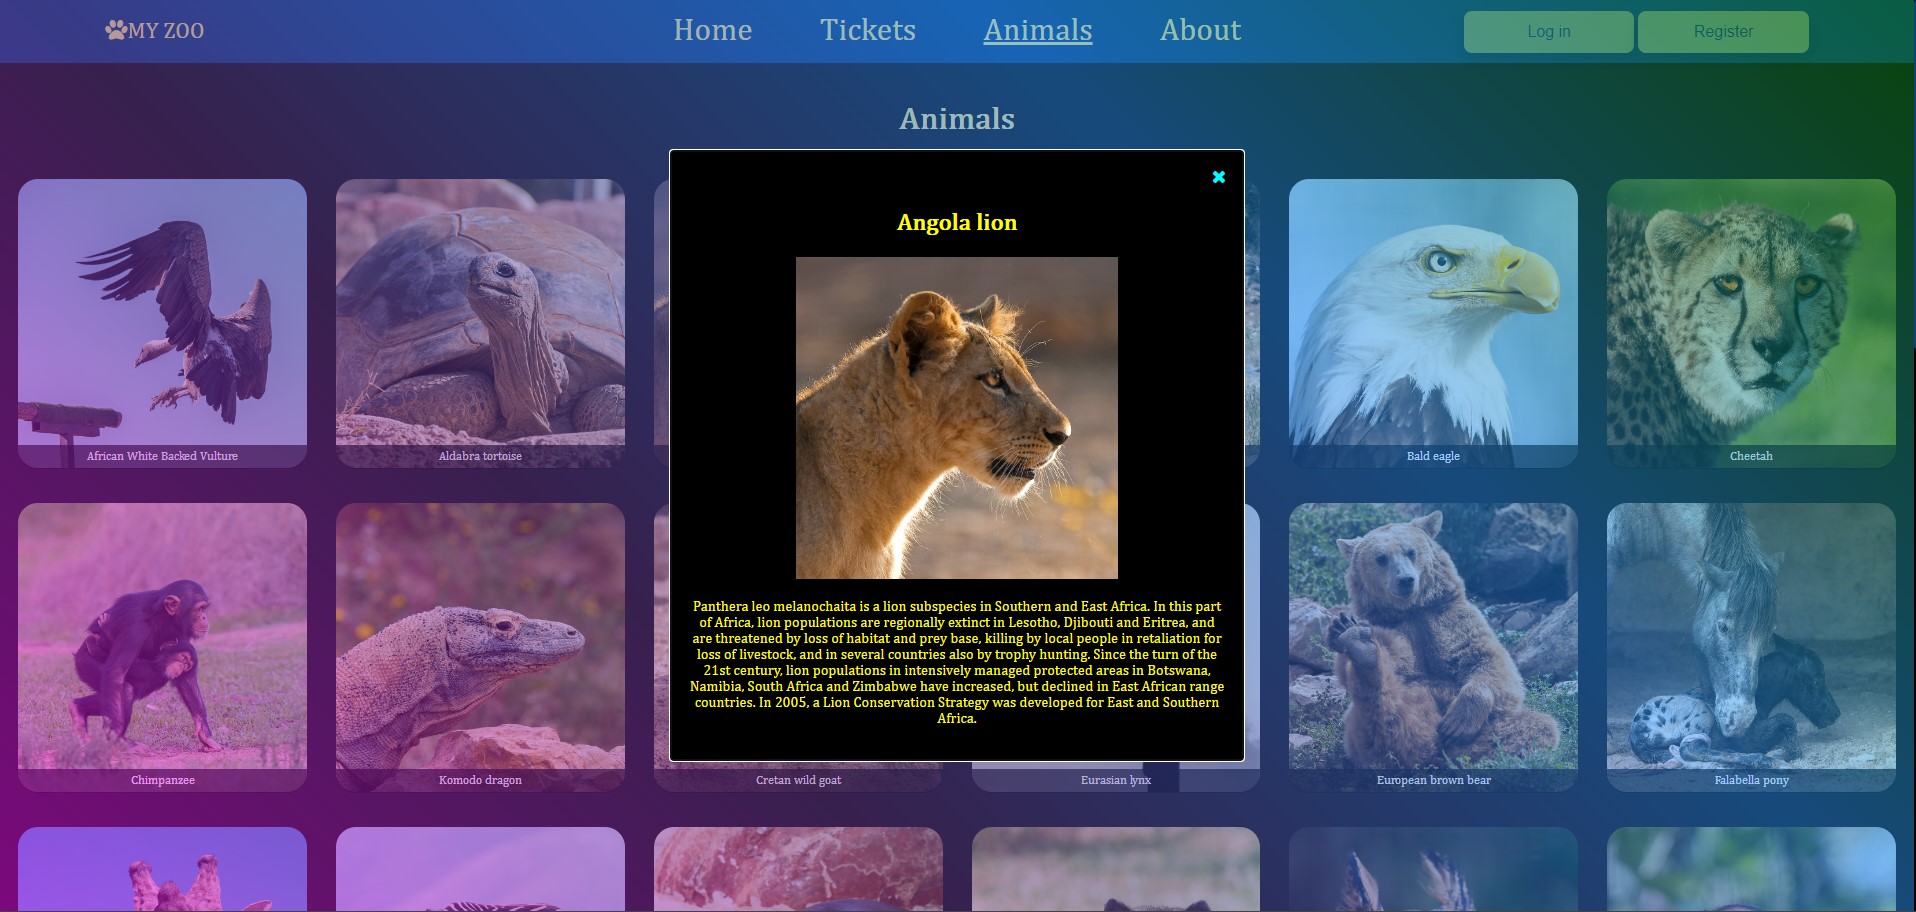 MY ZOO
Home
Tickets
Animals
About
Log in
Register
Animals
✖
Angola lion
Panthera leo melanochaita is a lion subspecies in Southern and East Africa. In this part
of Africa, lion populations are regionally extinct in Lesotho, Djibouti and Eritrea, and
are threatened by loss of habitat and prey base, killing by local people in retaliation for
loss of livestock, and in several countries also by trophy hunting. Since the turn of the
21st century, lion populations in intensively managed protected areas in Botswana,
Namibia, South Africa and Zimbabwe have increased, but declined in East African range
countries. In 2005, a Lion Conservation Strategy was developed for East and Southern
Africa.
African White Backed Vulture
Aldabra tortoise
Bald eagle
Cheetah
Chimpanzee
Komodo dragon
Cretan wild goat
Eurasian lynx
European brown bear
Falabella pony